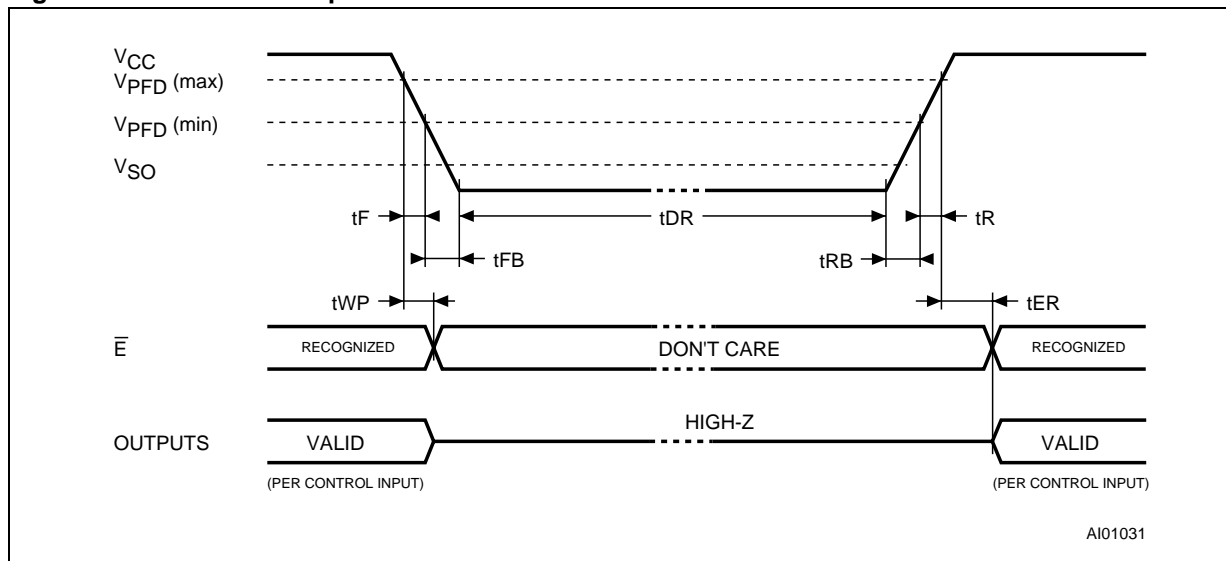 VCC
VPFD (max)
VPFD (min)
VSO
tF
tDR
tR
tFB
tRB
tWP
tER
E
RECOGNIZED
DON'T CARE
RECOGNIZED
HIGH-Z
OUTPUTS
VALID
VALID
(PER CONTROL INPUT)
(PER CONTROL INPUT)
AI01031